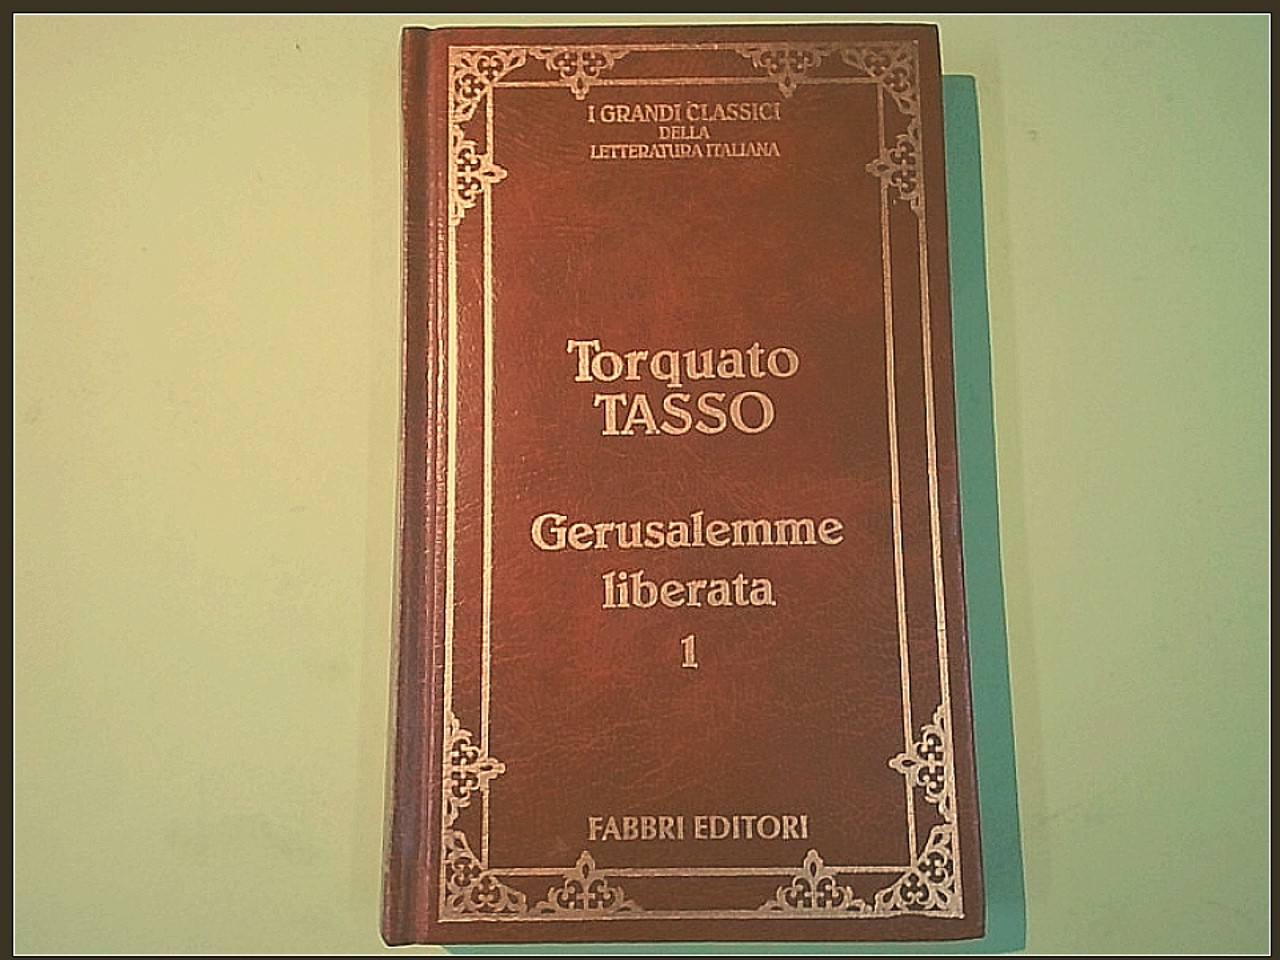 I GRANDI CLASSICI
DELLA
LETTERATURA ITALIANA
Torquato
TASSO
Gerusalemme
liberata
1
FABBRI EDITORI